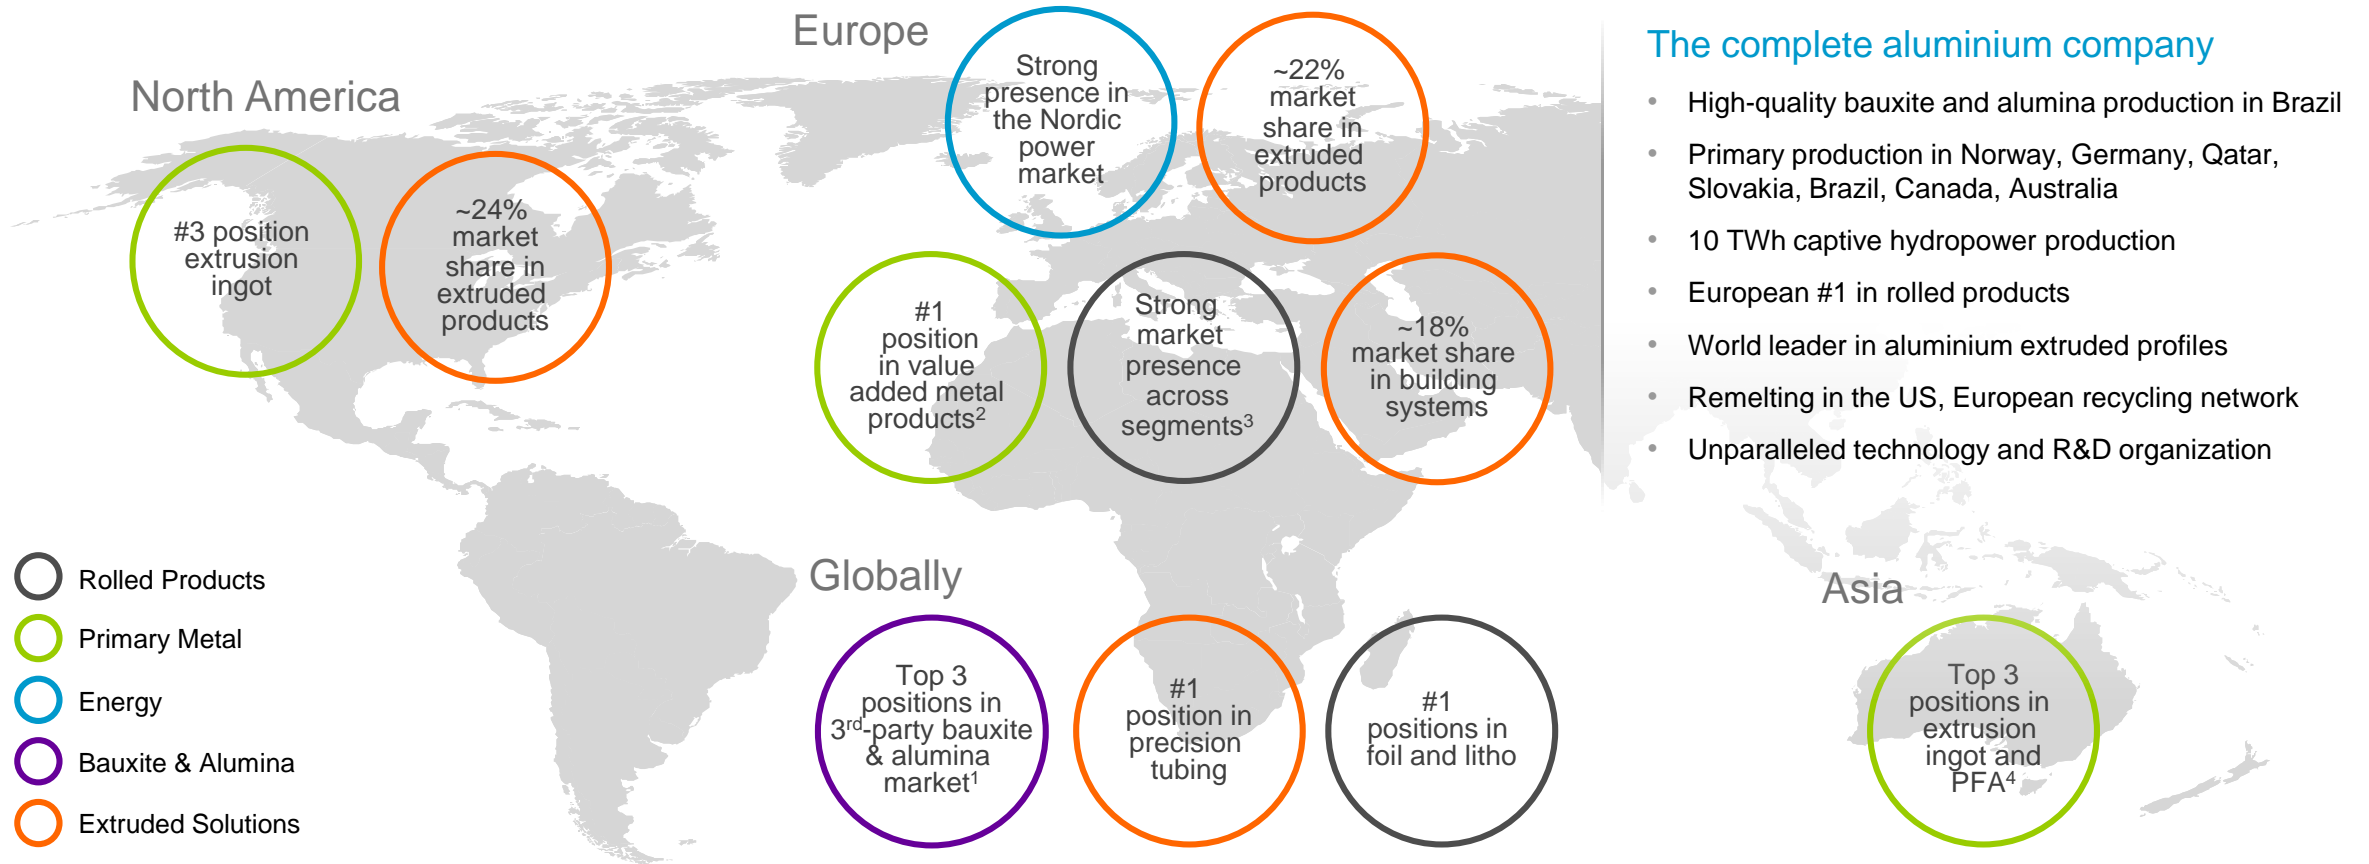 North America
#3 position
extrusion
ingot
~24%
market
share in
extruded
products
Europe
Strong
presence in
the Nordic
power
market
~22%
market
share in
extruded
products
#1
position
in value
added metal
products²
Strong
market
presence
across
segments³
~18%
market share
in building
systems
The complete aluminium company
• High-quality bauxite and alumina production in Brazil
• Primary production in Norway, Germany, Qatar,
Slovakia, Brazil, Canada, Australia
• 10 TWh captive hydropower production
• European #1 in rolled products
• World leader in aluminium extruded profiles
• Remelting in the US, European recycling network
• Unparalleled technology and R&D organization
Rolled Products
Primary Metal
Energy
Bauxite & Alumina
Extruded Solutions
Globally
Top 3
positions in
3rd-party bauxite
& alumina
market¹
#1
position in
precision
tubing
#1
positions in
foil and litho
Asia
Top 3
positions in
extrusion
ingot and
PFA⁴